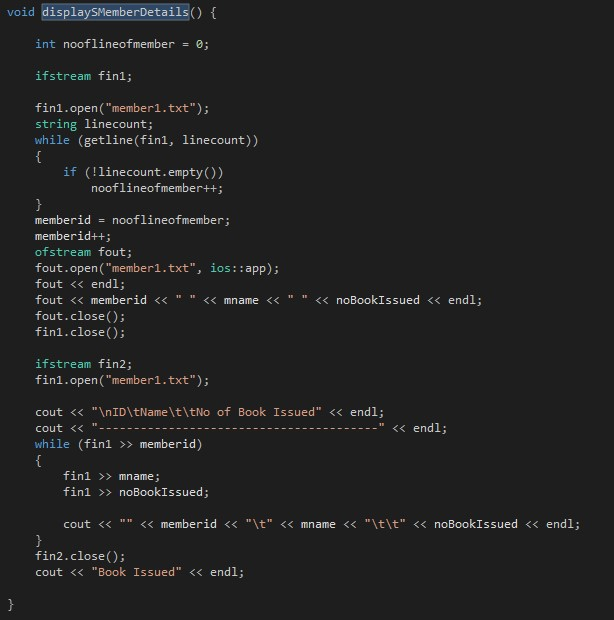 void displaySMemberDetails() {
int nooflineofmember = 0;
ifstream fin1;
fin1.open("member1.txt");
string linecount;
while (getline(fin1, linecount))
{
if (!linecount.empty())
nooflineofmember++;
}
memberid = nooflineofmember;
memberid++;
ofstream fout;
fout.open("member1.txt", ios::app);
fout << endl;
fout << memberid << " " << mname << " " << noBookIssued << endl;
fout.close();
fin1.close();
ifstream fin2;
fin1.open("member1.txt");
cout << "\nID\tName\t\tNo of Book Issued" << endl;
cout << "----------------------------------------" << endl;
while (fin1 >> memberid)
{
fin1 >> mname;
fin1 >> noBookIssued;
cout << "" << memberid << "\t" << mname << "\t\t" << noBookIssued << endl;
}
fin2.close();
cout << "Book Issued" << endl;
}